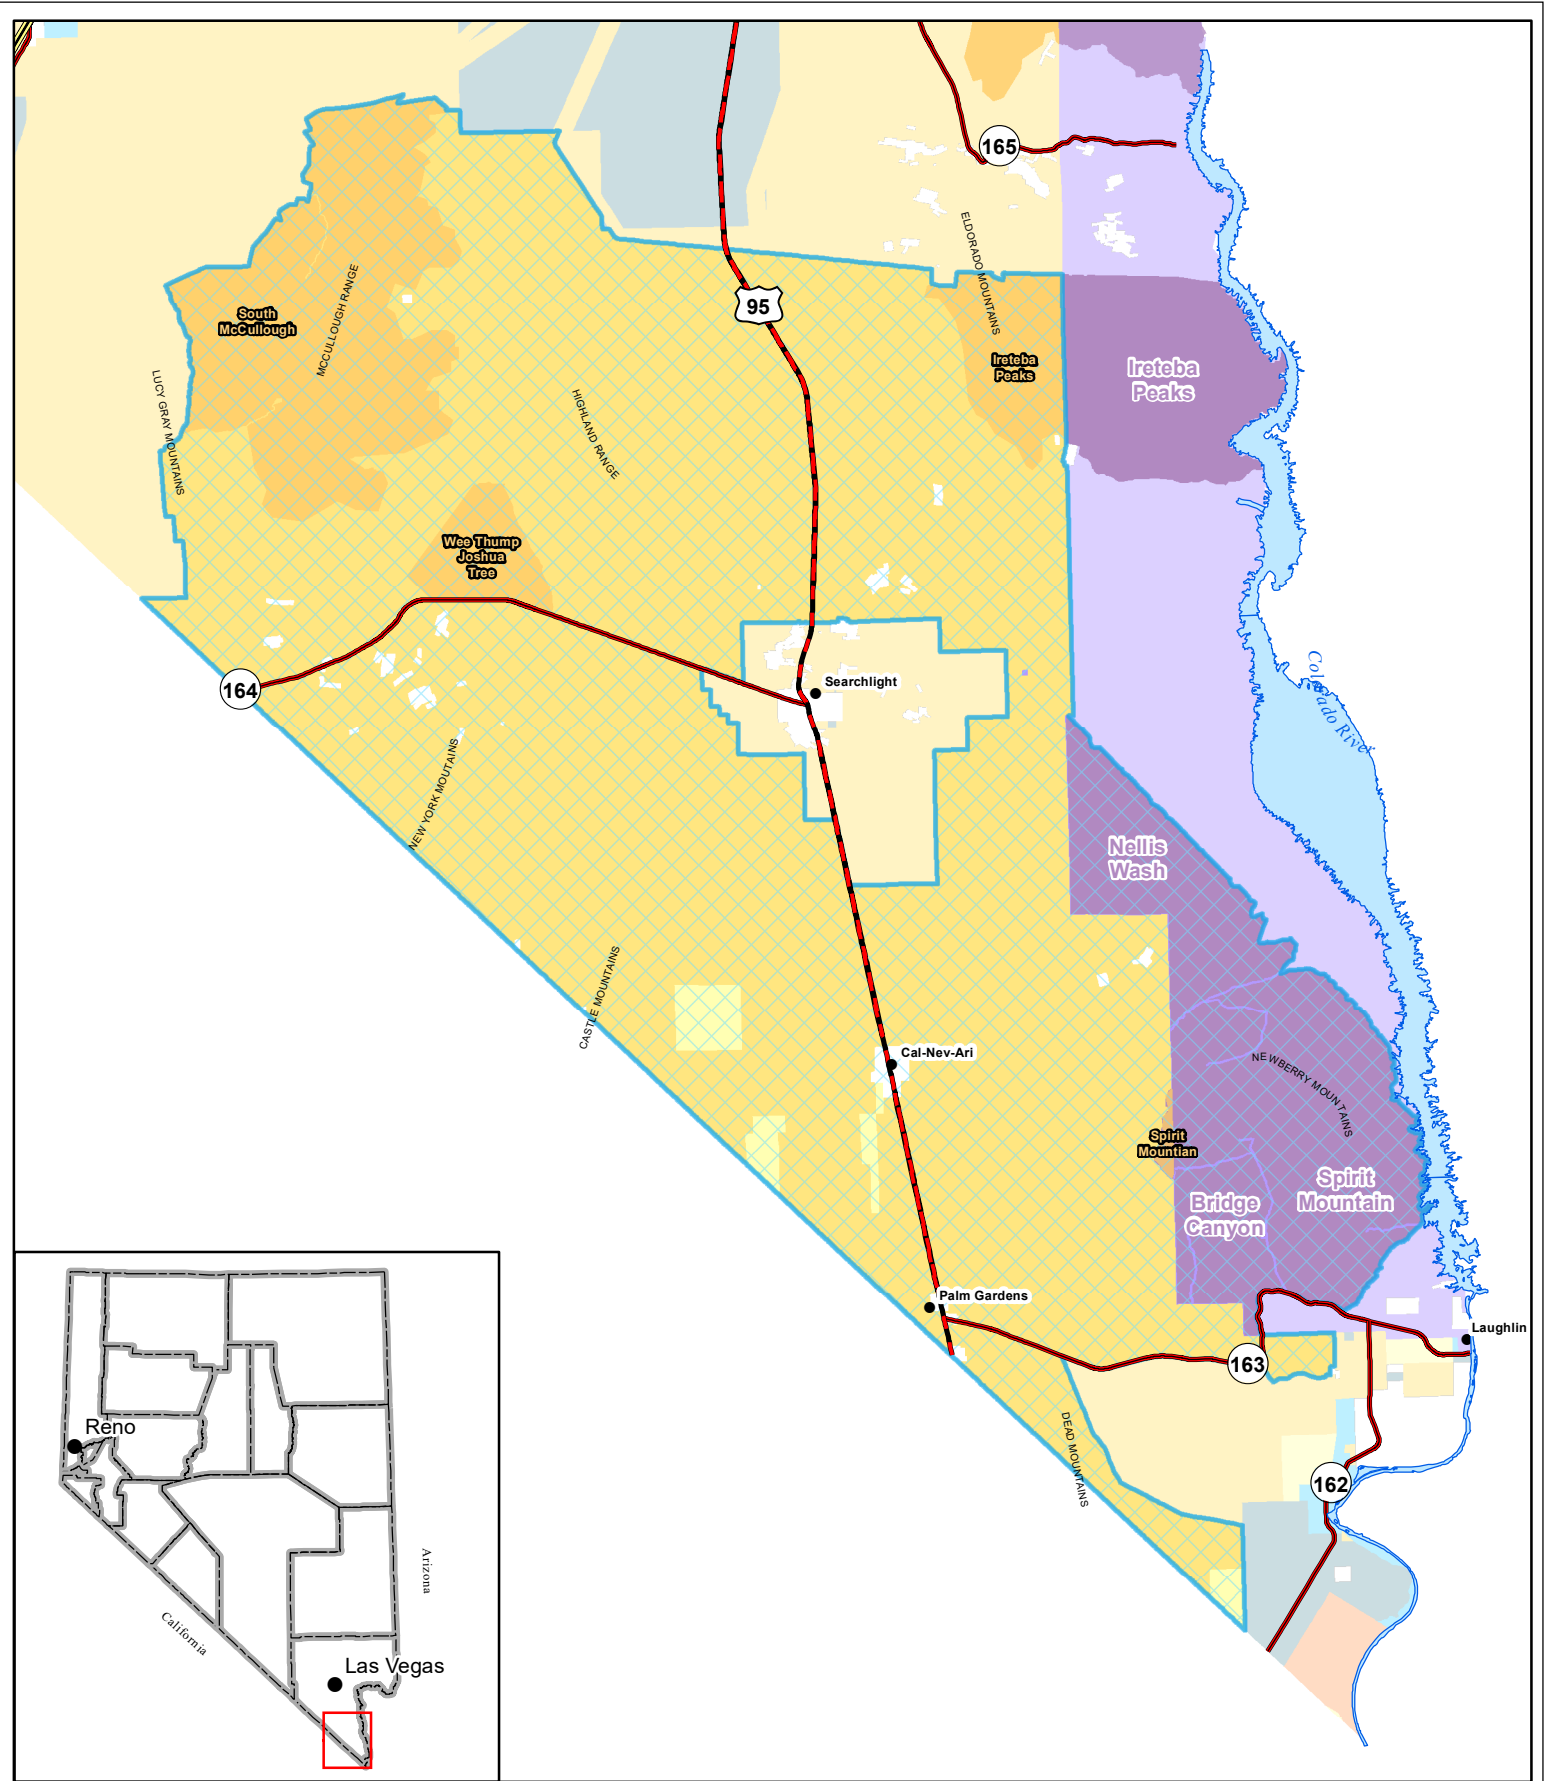 165
ELDORADO MOUNTAINS
95
South
McCullough
MCCULLOUGH RANGE
Ireteba
Peaks
Ireteba
Peaks
LUCY GRAY MOUNTAINS
HIGHLAND RANGE
Wee Thump
Joshua
Tree
164
Searchlight
Colorado River
NEW YORK MOUTAINS
Nellis
Wash
CASTLE MOUNTAINS
Cal-Nev-Ari
NEWBERRY MOUNTAINS
Spirit
Mountian
Spirit
Mountain
Bridge
Canyon
Palm Gardens
Laughlin
163
DEAD MOUNTAINS
162
Reno
Arizona
California
Las Vegas